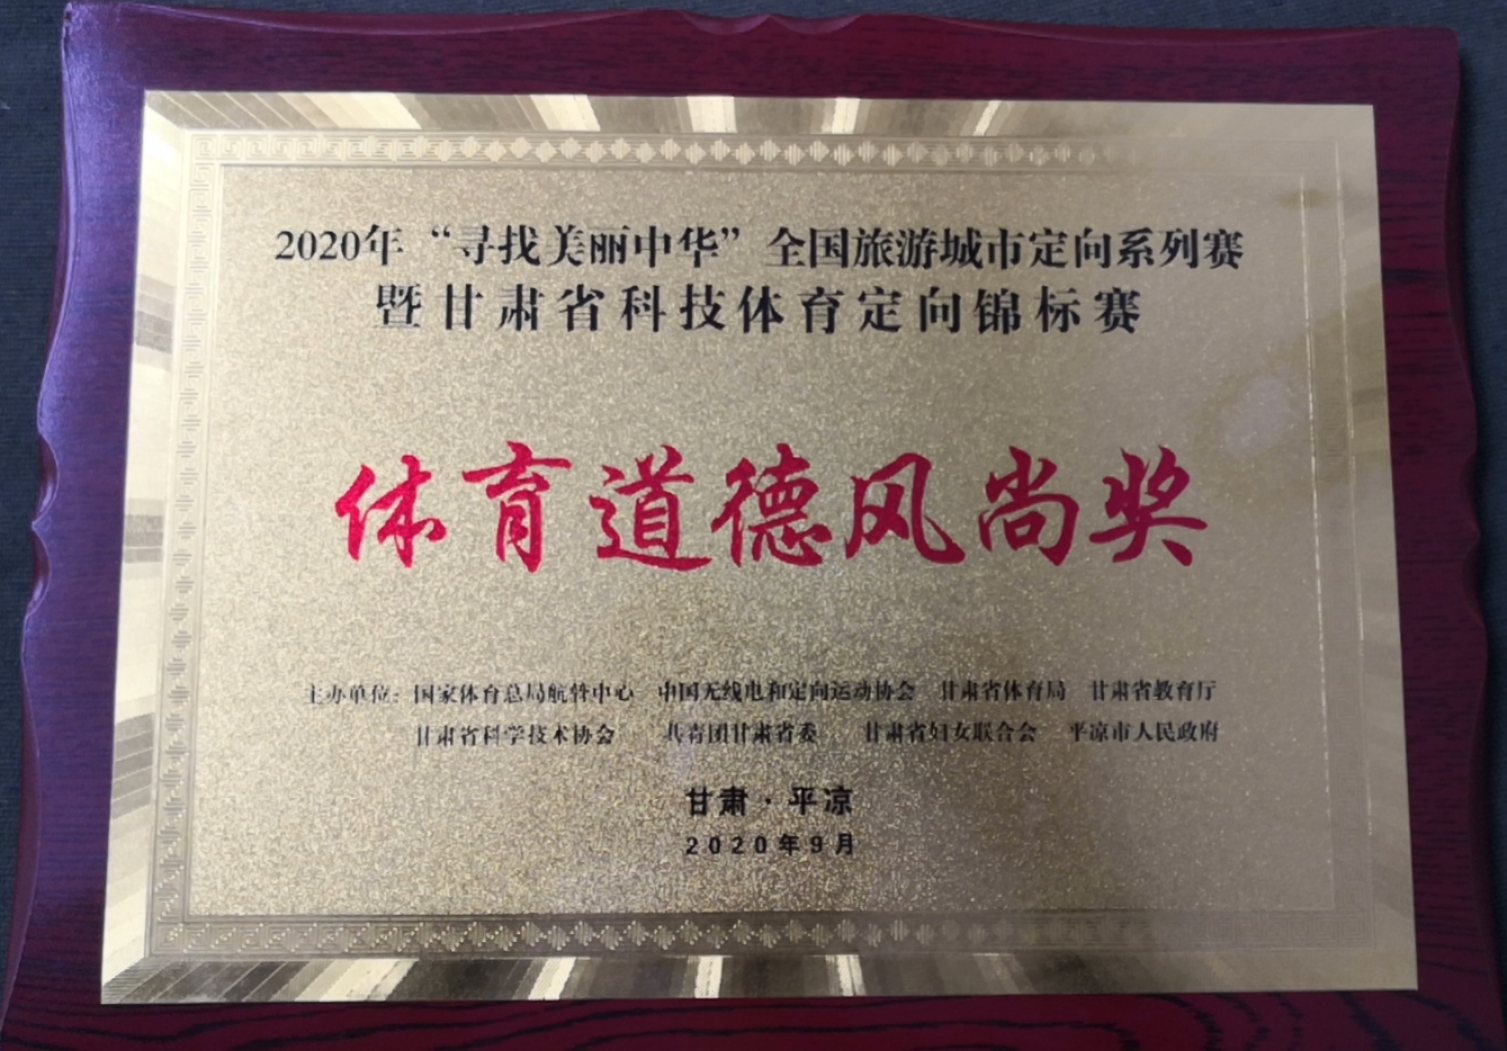 2020年“寻找美丽中华”全国旅游城市定向系列赛
暨甘肃省科技体育定向锦标赛
体育道德风尚奖
主办单位：国家体育总局航管中心 中国无线电和定向运动协会 甘肃省体育局 甘肃省教育厅
甘肃省科学技术协会 共青团甘肃省委 甘肃省妇女联合会 平凉市人民政府
甘肃·平凉
2020年9月